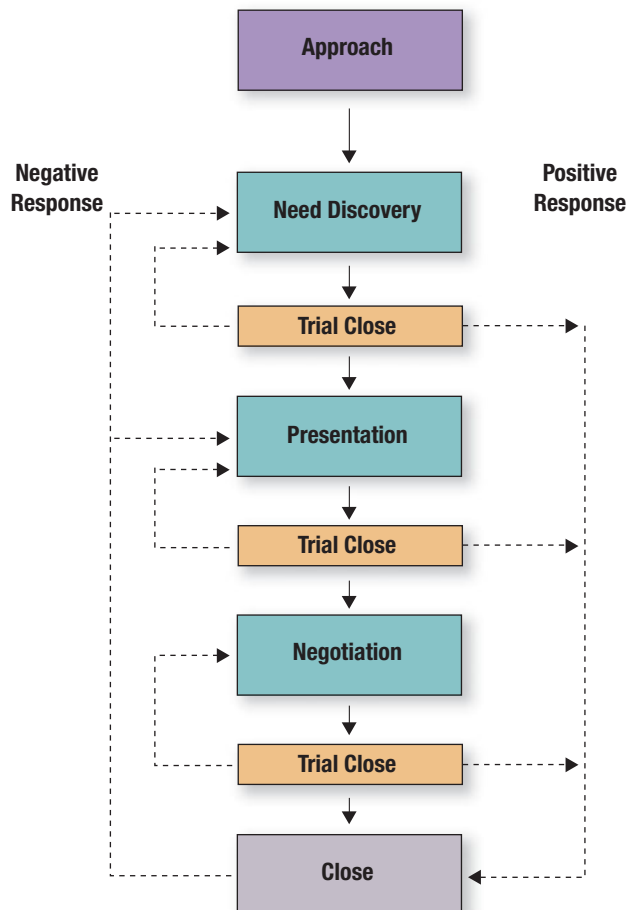 Approach
Negative
Response
Positive
Response
Need Discovery
Trial Close
Presentation
Trial Close
Negotiation
Trial Close
Close